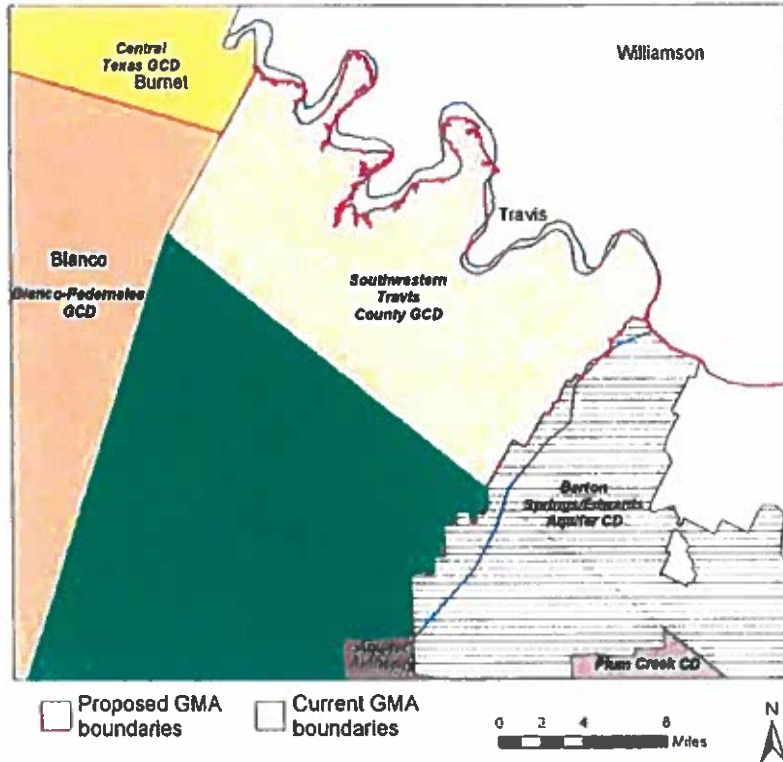 Central
Texas GCD
Burnet
Williamson
Travis
Blanco
Blanco-Pedernales
GCD
Southwestern
Travis
County GCD
Barton
Springs/Edwards
Aquifer CD
Plum Creek CD
Proposed GMA
boundaries
Current GMA
boundaries
0 2 4 8
Miles
N